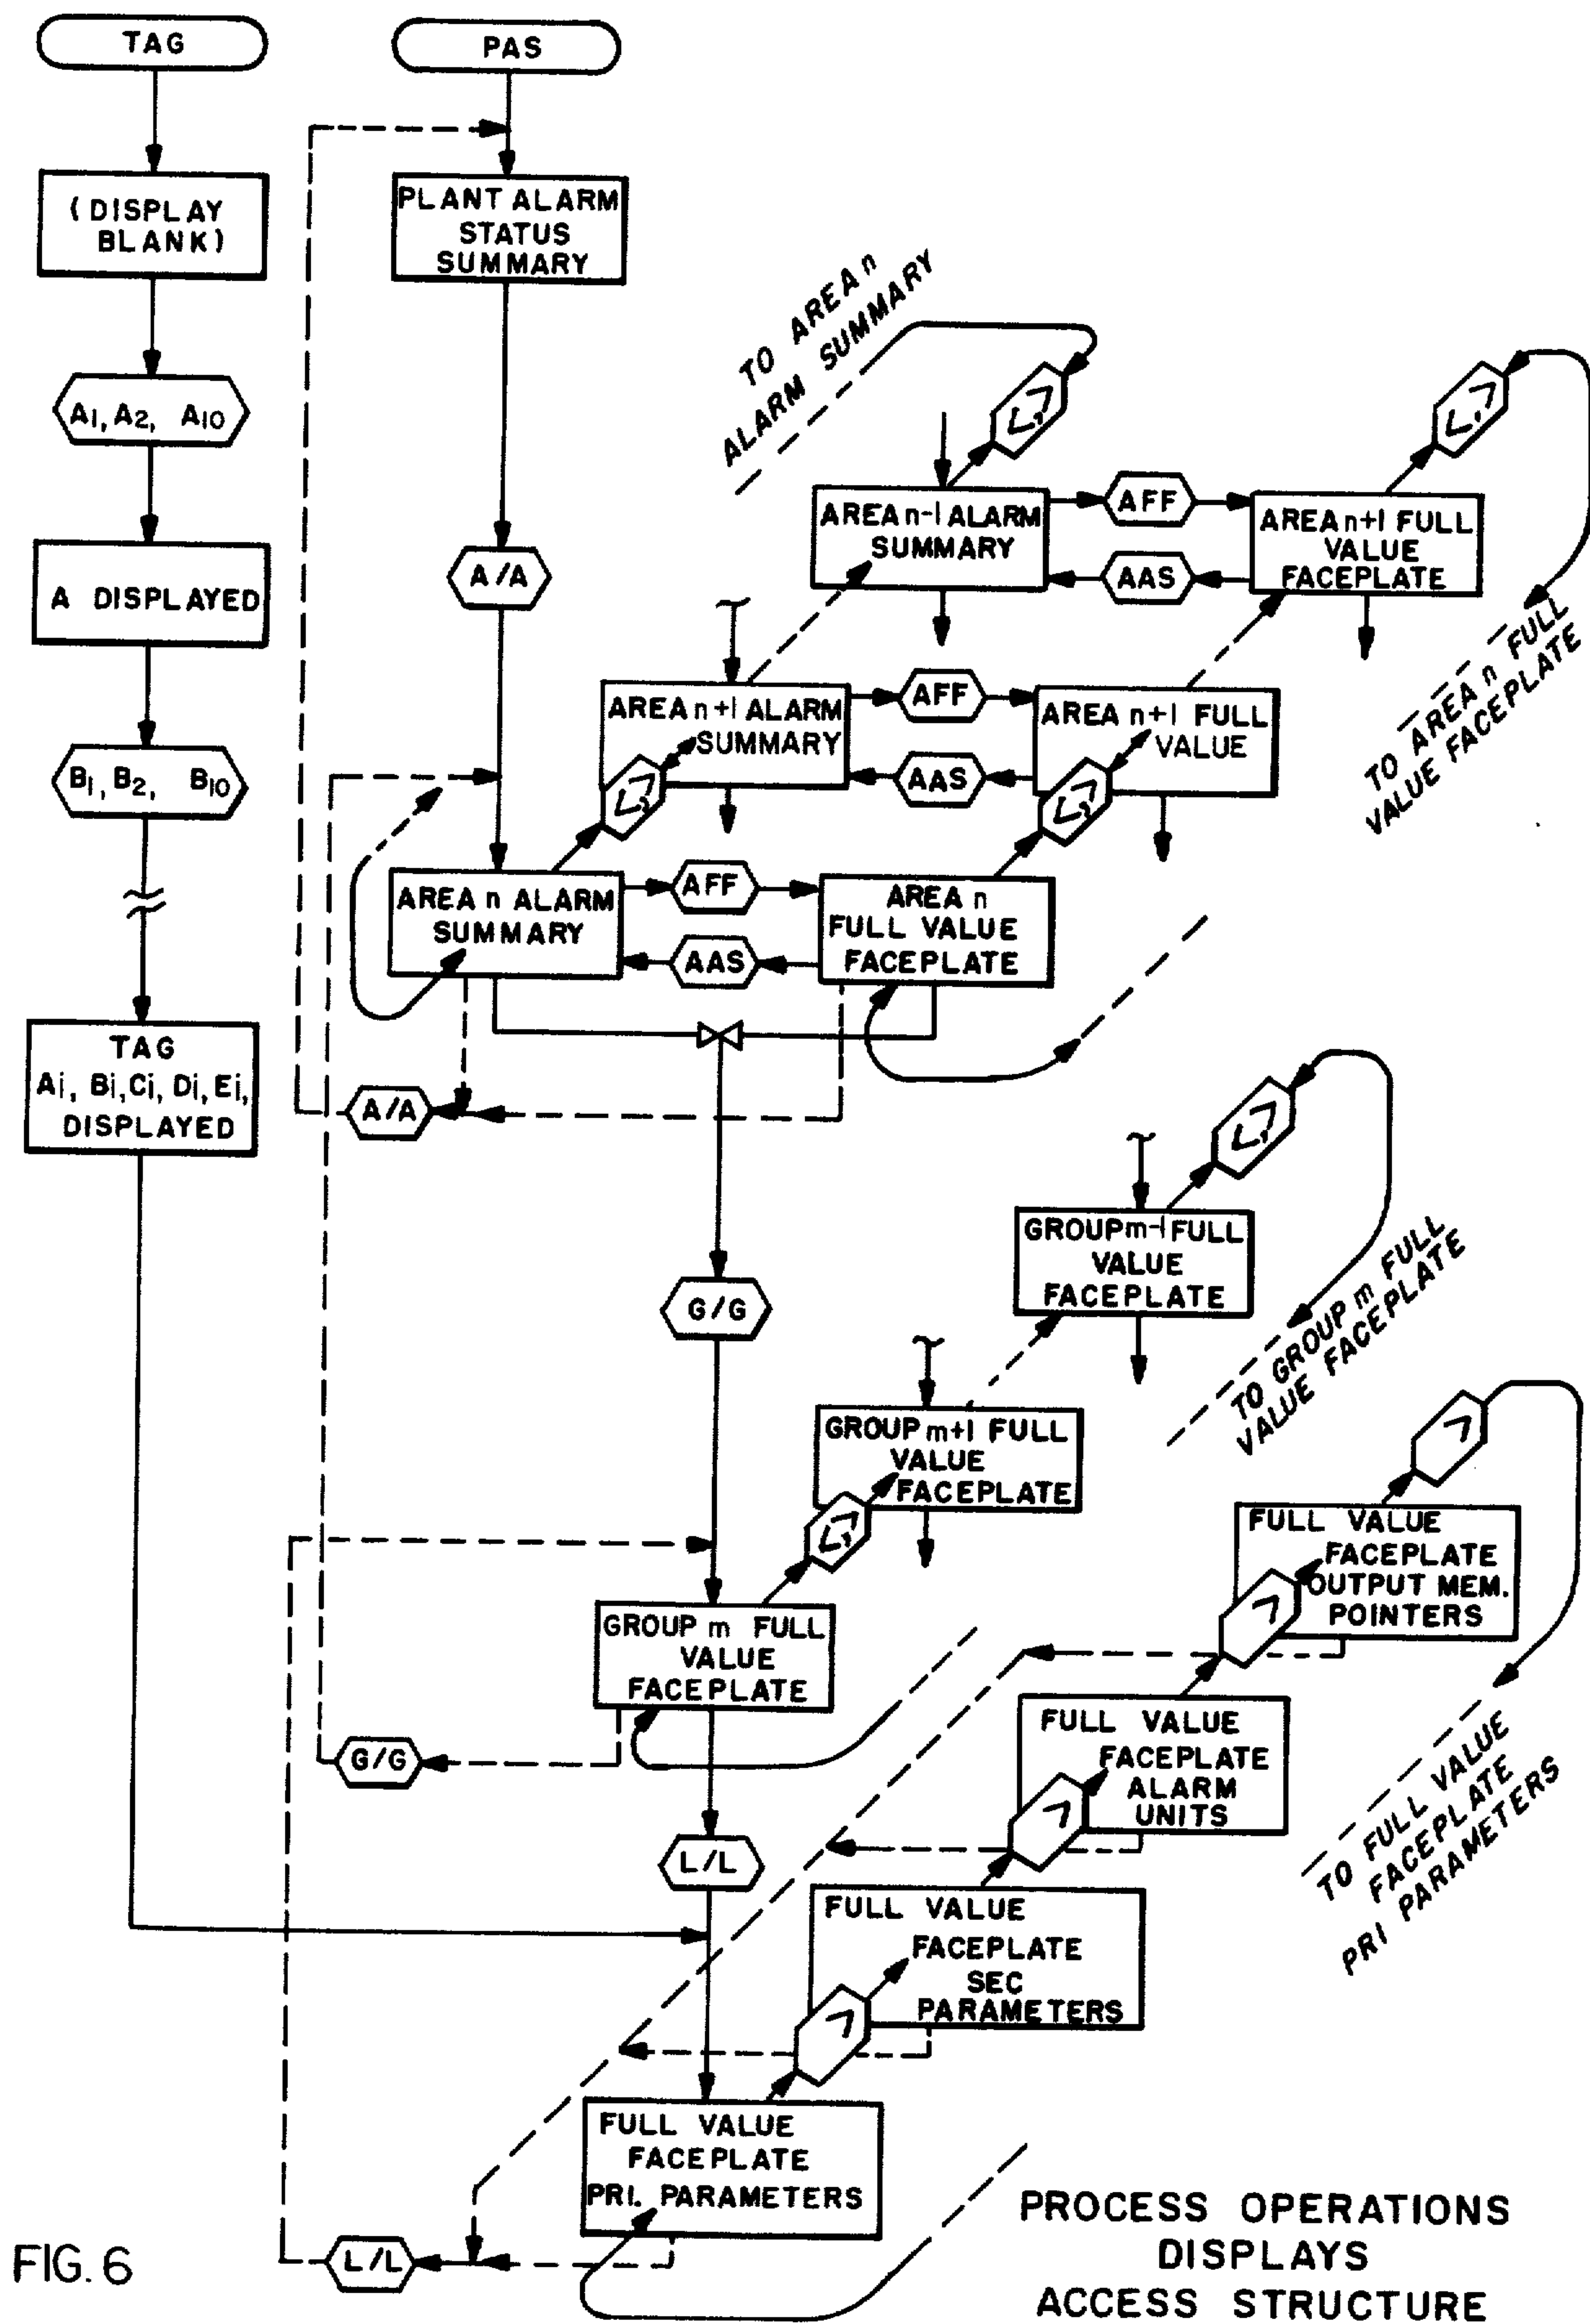 TAG
(DISPLAY
BLANK)
A1, A2, A10
A DISPLAYED
B1, B2, B10
TAG
Ai, Bi, Ci, Di, Ei,
DISPLAYED
PAS
PLANT ALARM
STATUS
SUMMARY
A/A
TO AREA n
ALARM SUMMARY
<,>
<,>
AREA n-1 ALARM
SUMMARY
AFF
AAS
AREA n+1 FULL
VALUE
FACEPLATE
TO AREA n FULL
VALUE FACEPLATE
AREA n+1 ALARM
SUMMARY
<,>
AFF
AAS
AREA n+1 FULL
VALUE
<,>
AREA n ALARM
SUMMARY
AFF
AAS
AREA n
FULL VALUE
FACEPLATE
A/A
G/G
<,>
GROUP m-1 FULL
VALUE
FACEPLATE
TO GROUP m FULL
VALUE FACEPLATE
GROUP m+1 FULL
VALUE
FACEPLATE
<,>
GROUP m FULL
VALUE
FACEPLATE
G/G
L/L
>
FULL VALUE
FACEPLATE
OUTPUT MEM.
POINTERS
>
FULL VALUE
FACEPLATE
ALARM
UNITS
>
TO FULL VALUE
FACEPLATE
PRI PARAMETERS
FULL VALUE
FACEPLATE
SEC
PARAMETERS
>
FULL VALUE
FACEPLATE
PRI. PARAMETERS
L/L
FIG. 6
PROCESS OPERATIONS
DISPLAYS
ACCESS STRUCTURE